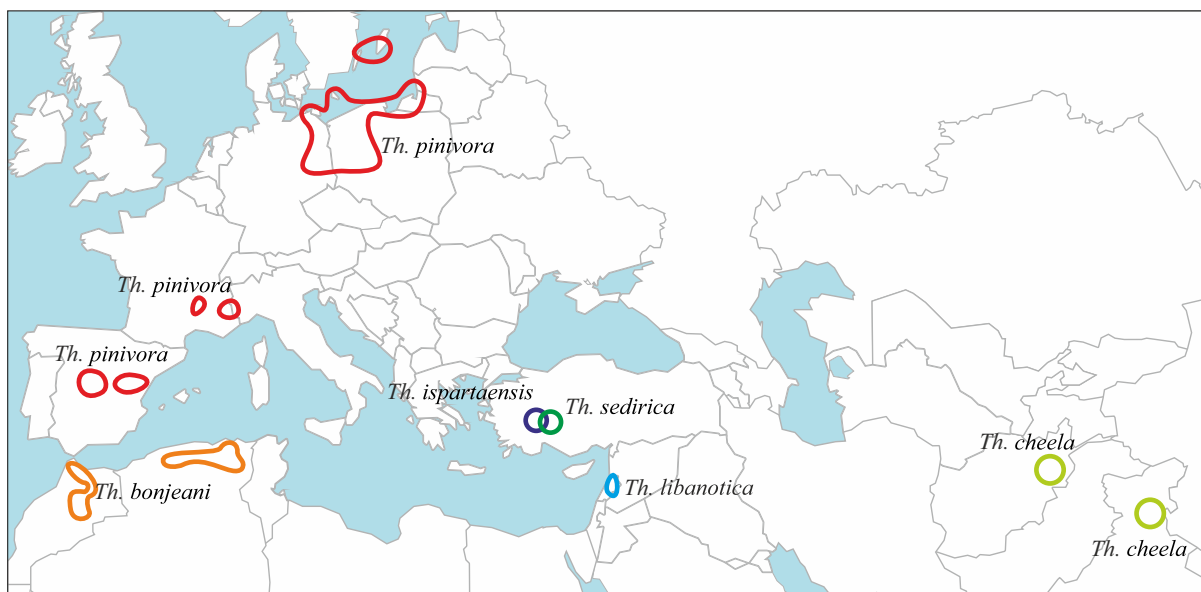 Th. pinivora
Th. pinivora
Th. pinivora
Th. ispartaensis
Th. sedirica
Th. cheela
Th. bonjeani
Th. libanotica
Th. cheela